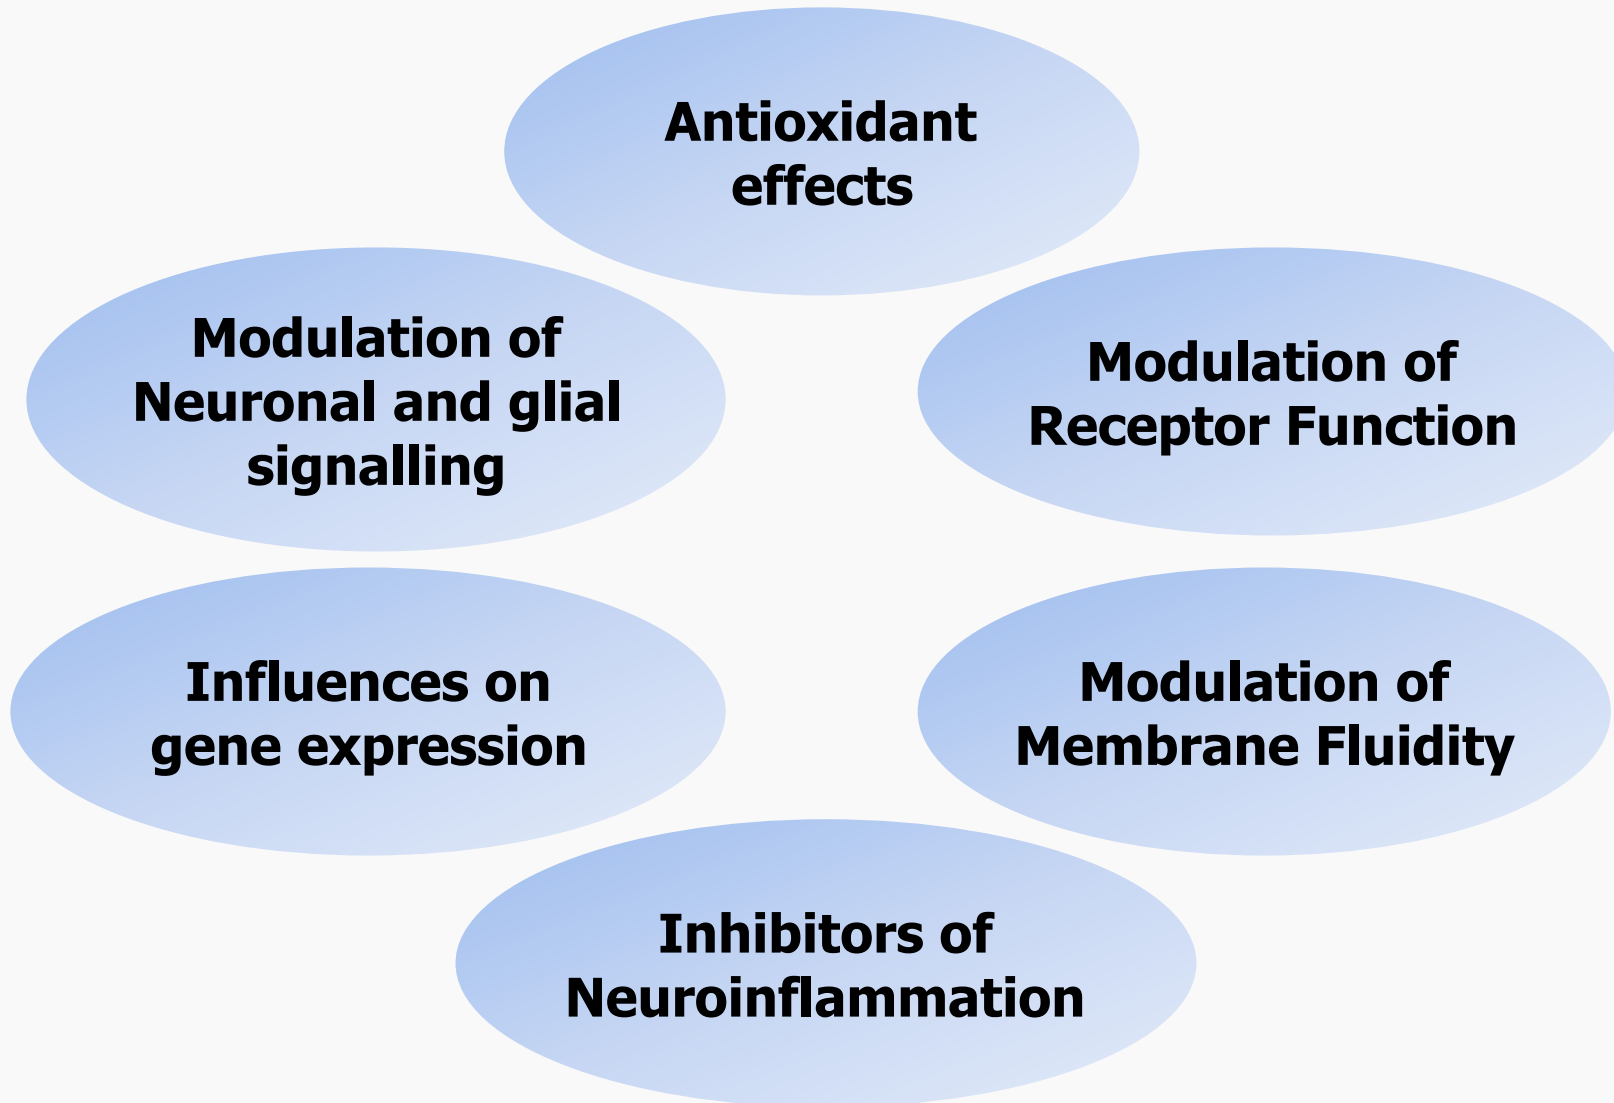 Antioxidant
effects
Modulation of
Neuronal and glial
signalling
Modulation of
Receptor Function
Influences on
gene expression
Modulation of
Membrane Fluidity
Inhibitors of
Neuroinflammation